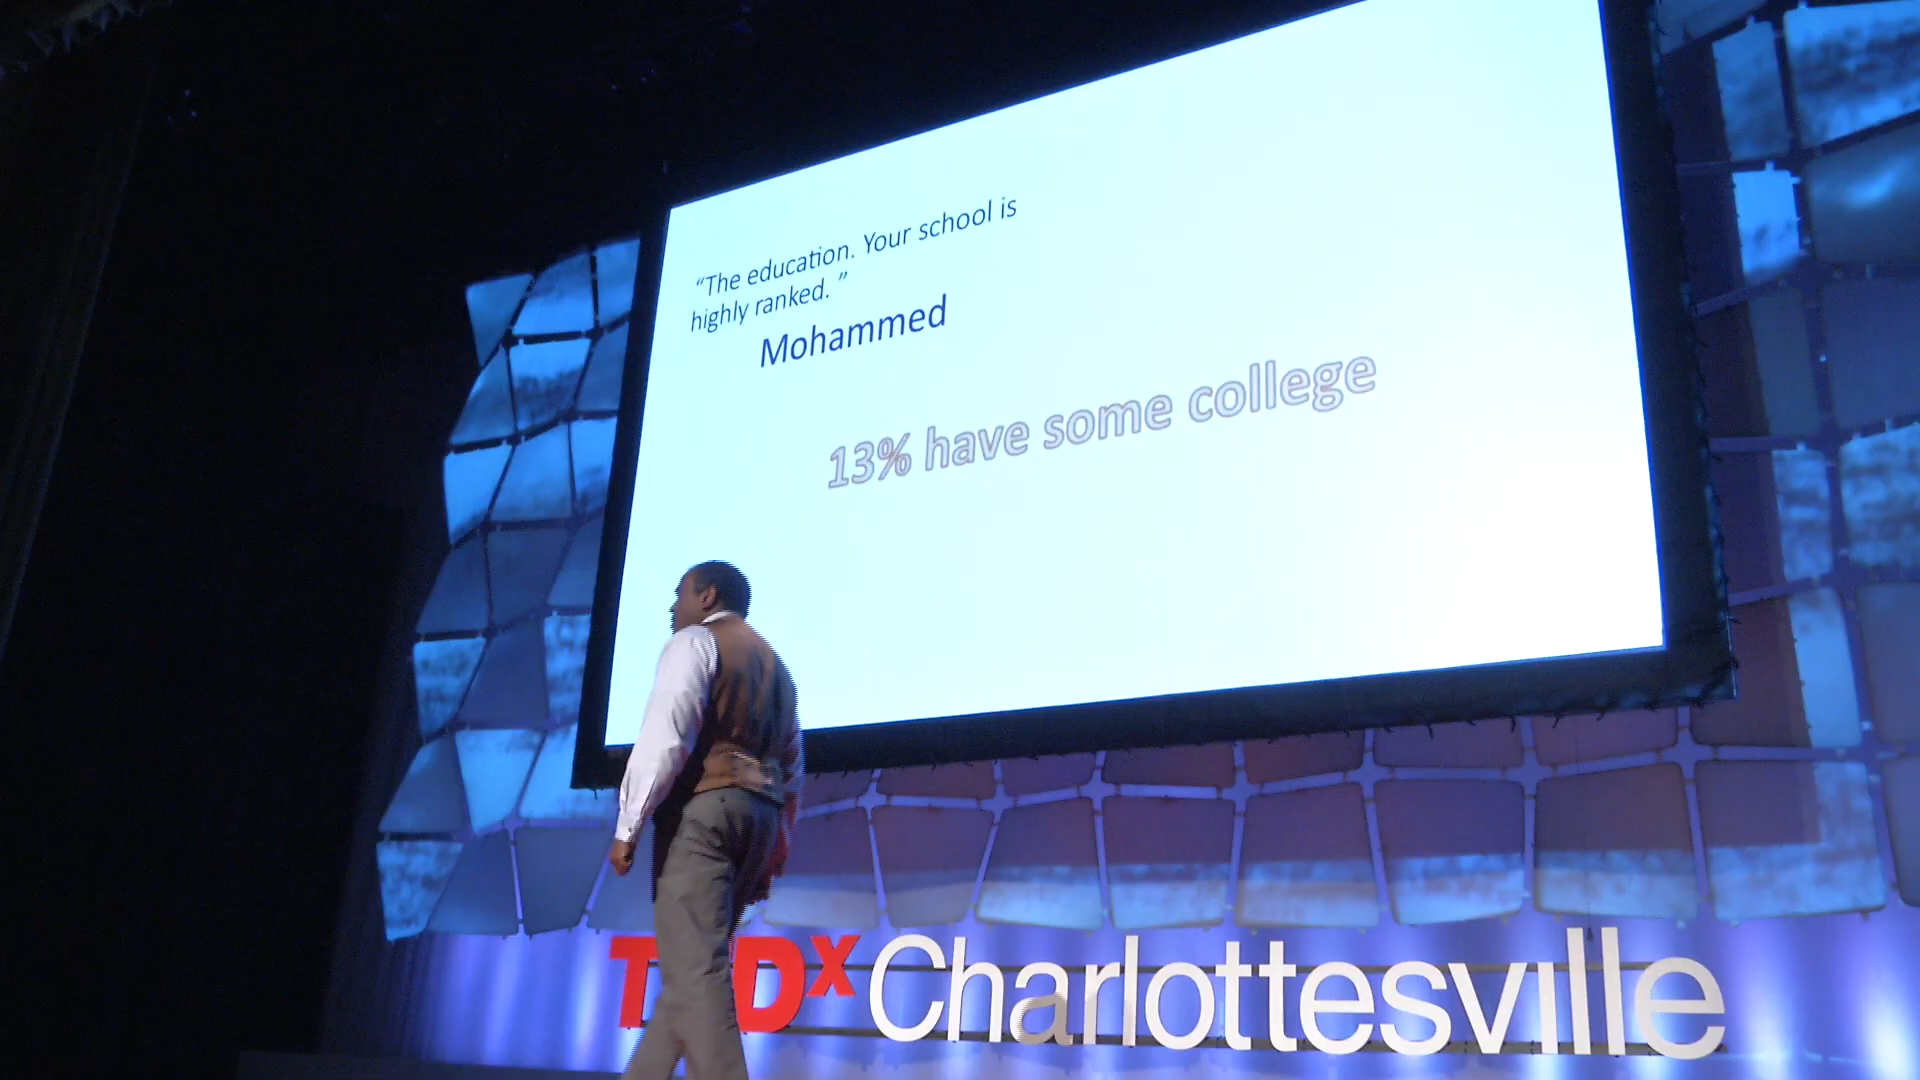 “The education. Your school is
highly ranked. ”
Mohammed
13% have some college
TEDx Charlottesville